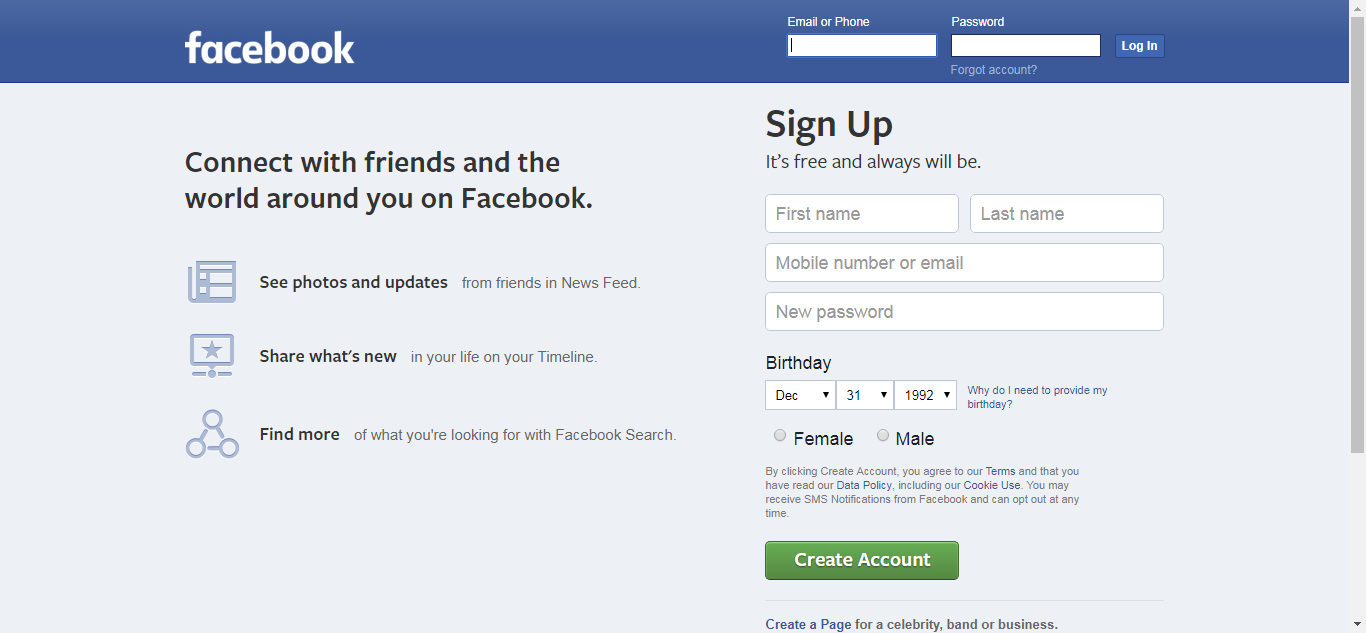 facebook
Email or Phone
Password
Log In
Forgot account?
Connect with friends and the
world around you on Facebook.
See photos and updates from friends in News Feed.
Share what's new in your life on your Timeline.
Find more of what you're looking for with Facebook Search.
Sign Up
It's free and always will be.
First name
Last name
Mobile number or email
New password
Birthday
Dec 31 1992
Why do I need to provide my
birthday?
Female Male
By clicking Create Account, you agree to our Terms and that you
have read our Data Policy, including our Cookie Use. You may
receive SMS Notifications from Facebook and can opt out at any
time.
Create Account
Create a Page for a celebrity, band or business.